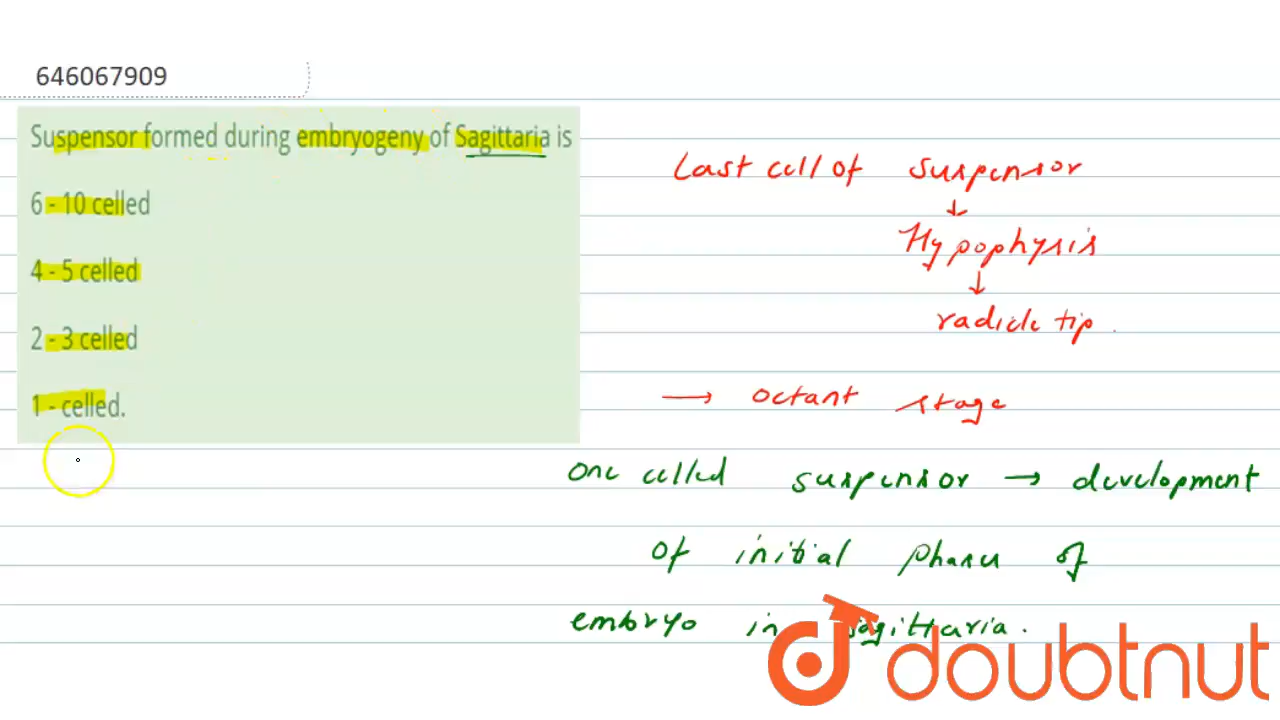 646067909
Suspensor formed during embryogeny of Sagittaria is
6 - 10 celled
4 - 5 celled
2 - 3 celled
1 - celled.
Last cell of suspensor
↓
Hypophysis
↓
radicle tip.
→ octant stage
one celled suspensor → development
of initial phases of
embryo in sagittaria.
doubtnut